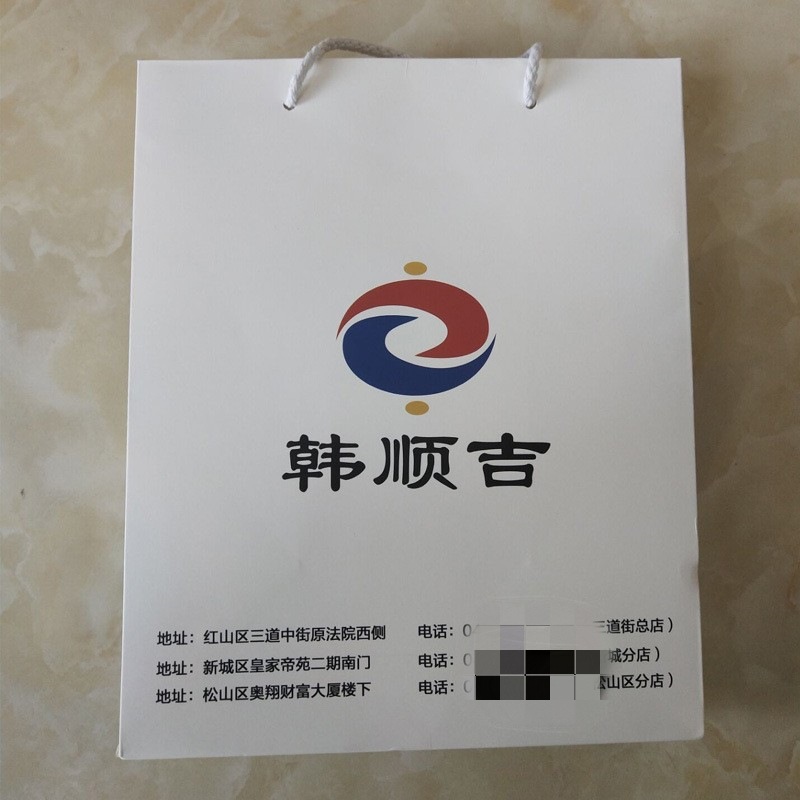 韩顺吉
地址：红山区三道中街原法院西侧 电话：0 三道街总店）
地址：新城区皇家帝苑二期南门 电话：0 城分店）
地址：松山区奥翔财富大厦楼下 电话： 松山区分店）